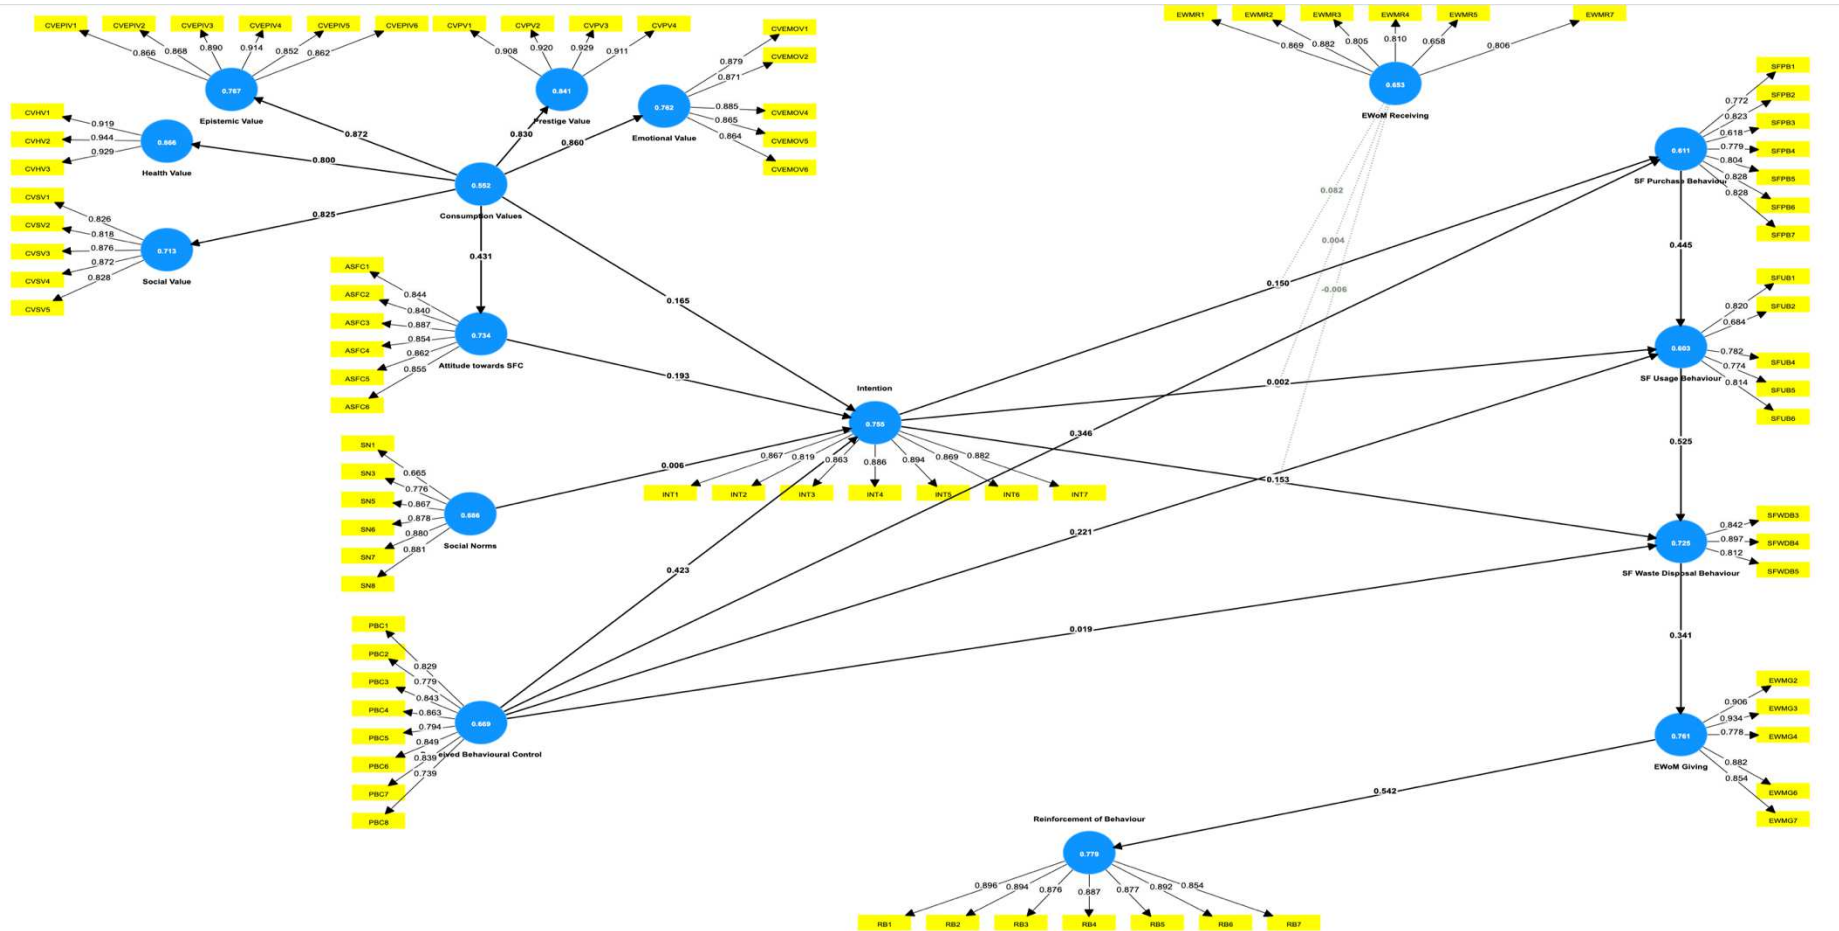 CVEPIV1 CVEPIV2 CVEPIV3 CVEPIV4 CVEPIV5 CVEPIV6
0.866 0.868 0.890 0.914 0.852 0.862
0.767
Epistemic Value
CVPV1 CVPV2 CVPV3 CVPV4
0.908 0.920 0.929 0.911
0.841
Prestige Value
CVEMOV1
CVEMOV2
CVEMOV4
CVEMOV5
CVEMOV6
0.879
0.871
0.885
0.865
0.864
0.762
Emotional Value
EWMR1 EWMR2 EWMR3 EWMR4 EWMR5 EWMR7
0.869 0.882 0.805 0.810 0.658 0.806
0.653
EWoM Receiving
CVHV1
CVHV2
CVHV3
0.919
0.944
0.929
0.866
Health Value
CVSV1
CVSV2
CVSV3
CVSV4
CVSV5
0.826
0.818
0.876
0.872
0.828
0.713
Social Value
0.872
0.830
0.860
0.800
0.825
0.552
Consumption Values
0.431
0.165
ASFC1
ASFC2
ASFC3
ASFC4
ASFC5
ASFC6
0.844
0.840
0.887
0.854
0.862
0.855
0.734
Attitude towards SFC
0.193
SN1
SN3
SN5
SN6
SN7
SN8
0.665
0.776
0.867
0.878
0.880
0.881
0.686
Social Norms
0.006
PBC1
PBC2
PBC3
PBC4
PBC5
PBC6
PBC7
PBC8
0.829
0.779
0.843
0.863
0.794
0.849
0.839
0.739
0.669
ceived Behavioural Control
0.423
0.346
0.221
0.019
Intention
0.755
0.867 0.819 0.863 0.886 0.894 0.869 0.882
INT1 INT2 INT3 INT4 INT5 INT6 INT7
0.150
0.002
0.153
0.082
0.004
-0.006
SFPB1
SFPB2
SFPB3
SFPB4
SFPB5
SFPB6
SFPB7
0.772
0.823
0.618
0.779
0.804
0.828
0.828
0.611
SF Purchase Behaviour
0.445
SFUB1
SFUB2
SFUB4
SFUB5
SFUB6
0.820
0.684
0.782
0.774
0.814
0.603
SF Usage Behaviour
0.525
SFWDB3
SFWDB4
SFWDB5
0.842
0.897
0.812
SF Waste Disposal Behaviour
0.341
EWMG2
EWMG3
EWMG4
EWMG6
EWMG7
0.906
0.934
0.778
0.882
0.854
0.761
EWoM Giving
0.542
Reinforcement of Behaviour
0.896 0.894 0.876 0.887 0.877 0.892 0.854
RB1 RB2 RB3 RB4 RB5 RB6 RB7